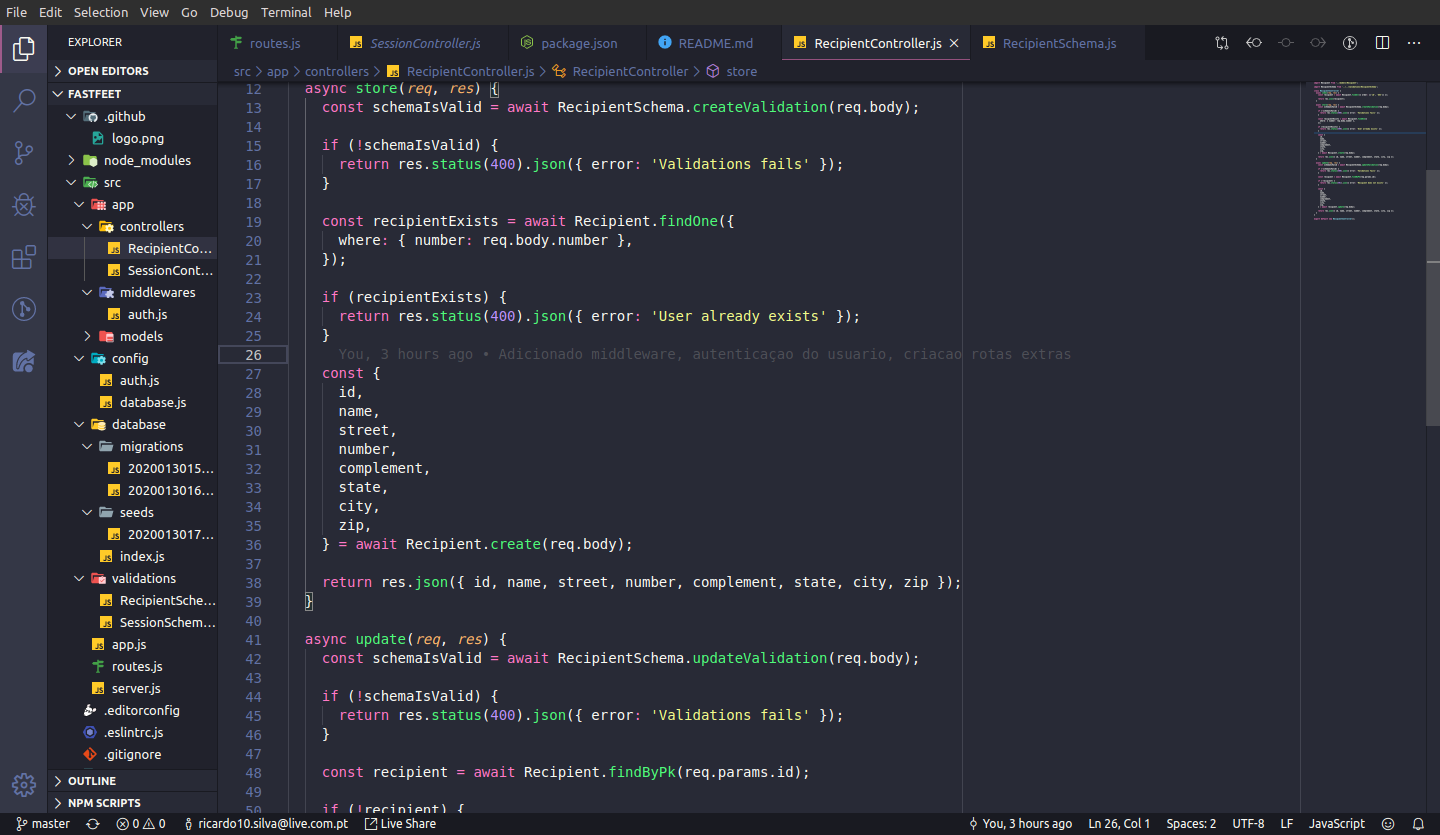 File Edit Selection View Go Debug Terminal Help
EXPLORER
OPEN EDITORS
FASTFEET
.github
logo.png
node_modules
src
app
controllers
RecipientCo...
SessionCont...
middlewares
auth.js
models
config
auth.js
database.js
database
migrations
2020013015...
2020013016...
seeds
2020013017...
index.js
validations
RecipientSche...
SessionSchem...
app.js
routes.js
server.js
.editorconfig
.eslintrc.js
.gitignore
OUTLINE
NPM SCRIPTS
routes.js SessionController.js package.json README.md RecipientController.js RecipientSchema.js
src > app > controllers > RecipientController.js > RecipientController > store
12 async store(req, res) {
13 const schemaIsValid = await RecipientSchema.createValidation(req.body);
14
15 if (!schemaIsValid) {
16 return res.status(400).json({ error: 'Validations fails' });
17 }
18
19 const recipientExists = await Recipient.findOne({
20 where: { number: req.body.number },
21 });
22
23 if (recipientExists) {
24 return res.status(400).json({ error: 'User already exists' });
25 }
26 You, 3 hours ago • Adicionado middleware, autenticaçao do usuario, criacao rotas extras
27 const {
28 id,
29 name,
30 street,
31 number,
32 complement,
33 state,
34 city,
35 zip,
36 } = await Recipient.create(req.body);
37
38 return res.json({ id, name, street, number, complement, state, city, zip });
39 }
40
41 async update(req, res) {
42 const schemaIsValid = await RecipientSchema.updateValidation(req.body);
43
44 if (!schemaIsValid) {
45 return res.status(400).json({ error: 'Validations fails' });
46 }
47
48 const recipient = await Recipient.findByPk(req.params.id);
49
50 if (!recipient) {
master 0 0 ricardo10.silva@live.com.pt Live Share You, 3 hours ago Ln 26, Col 1 Spaces: 2 UTF-8 LF JavaScript